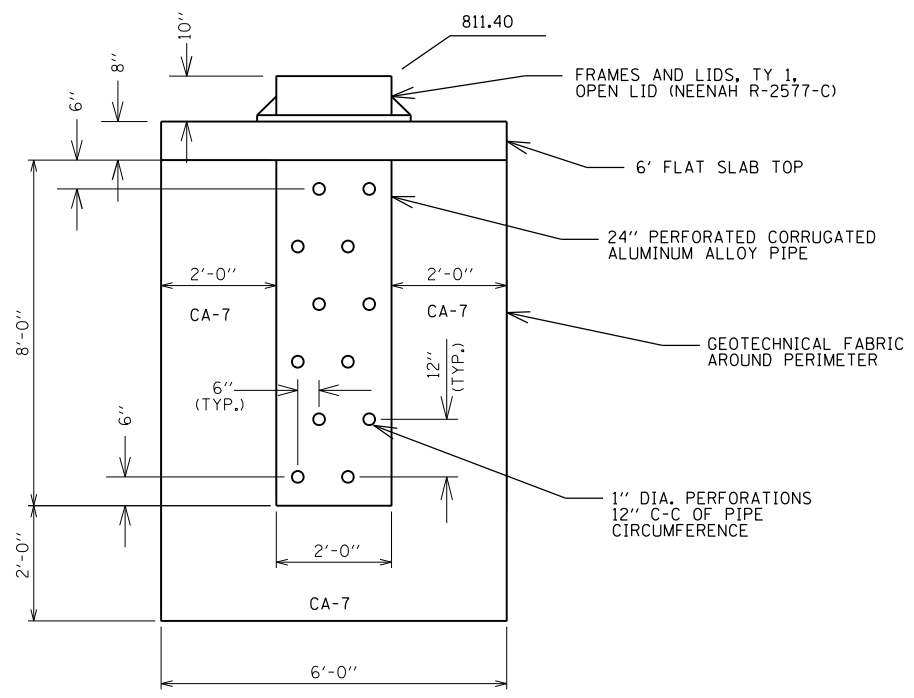 811.40
10''
8''
6''
FRAMES AND LIDS, TY 1,
OPEN LID (NEENAH R-2577-C)
6' FLAT SLAB TOP
24'' PERFORATED CORRUGATED
ALUMINUM ALLOY PIPE
2'-0''
2'-0''
CA-7
CA-7
8'-0''
GEOTECHNICAL FABRIC
AROUND PERIMETER
12''
(TYP.)
6''
(TYP.)
6''
1'' DIA. PERFORATIONS
12'' C-C OF PIPE
CIRCUMFERENCE
2'-0''
2'-0''
CA-7
6'-0''